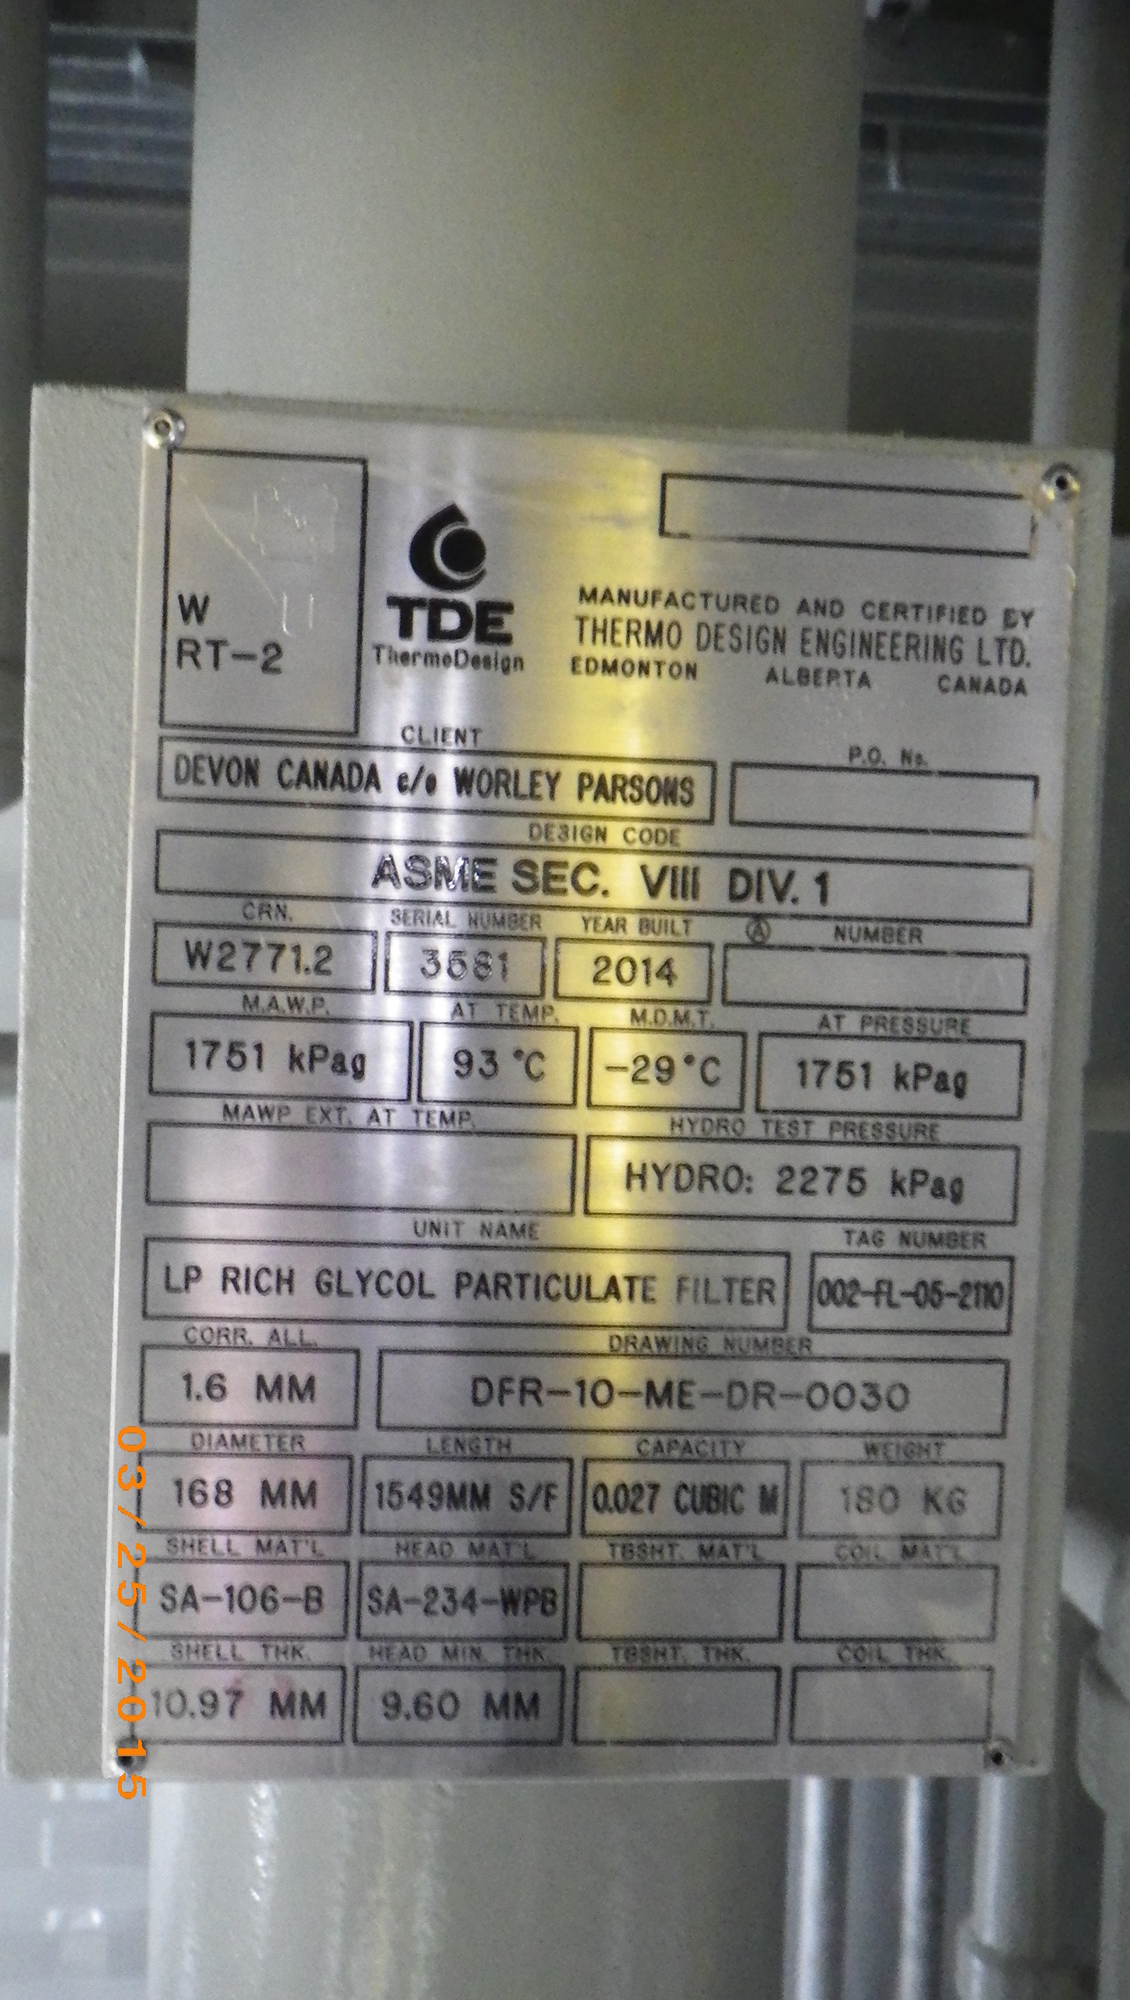 W
RT-2
TDE
ThermoDesign
MANUFACTURED AND CERTIFIED BY
THERMO DESIGN ENGINEERING LTD.
EDMONTON ALBERTA CANADA
CLIENT
P.O. No.
DEVON CANADA c/o WORLEY PARSONS
DESIGN CODE
ASME SEC. VIII DIV. 1
CRN. SERIAL NUMBER YEAR BUILT Ⓐ NUMBER
W2771.2 3581 2014
M.A.W.P. AT TEMP. M.D.M.T. AT PRESSURE
1751 kPag 93 °C -29°C 1751 kPag
MAWP EXT. AT TEMP. HYDRO TEST PRESSURE
HYDRO: 2275 kPag
UNIT NAME TAG NUMBER
LP RICH GLYCOL PARTICULATE FILTER 002-FL-05-2110
CORR. ALL. DRAWING NUMBER
1.6 MM DFR-10-ME-DR-0030
DIAMETER LENGTH CAPACITY WEIGHT
168 MM 1549MM S/F 0.027 CUBIC M 180 KG
SHELL MAT'L HEAD MAT'L TBSHT. MAT'L COIL MAT'L
SA-106-B SA-234-WPB
SHELL THK. HEAD MIN. THK. TBSHT. THK. COIL THK.
10.97 MM 9.60 MM
03/25/2015